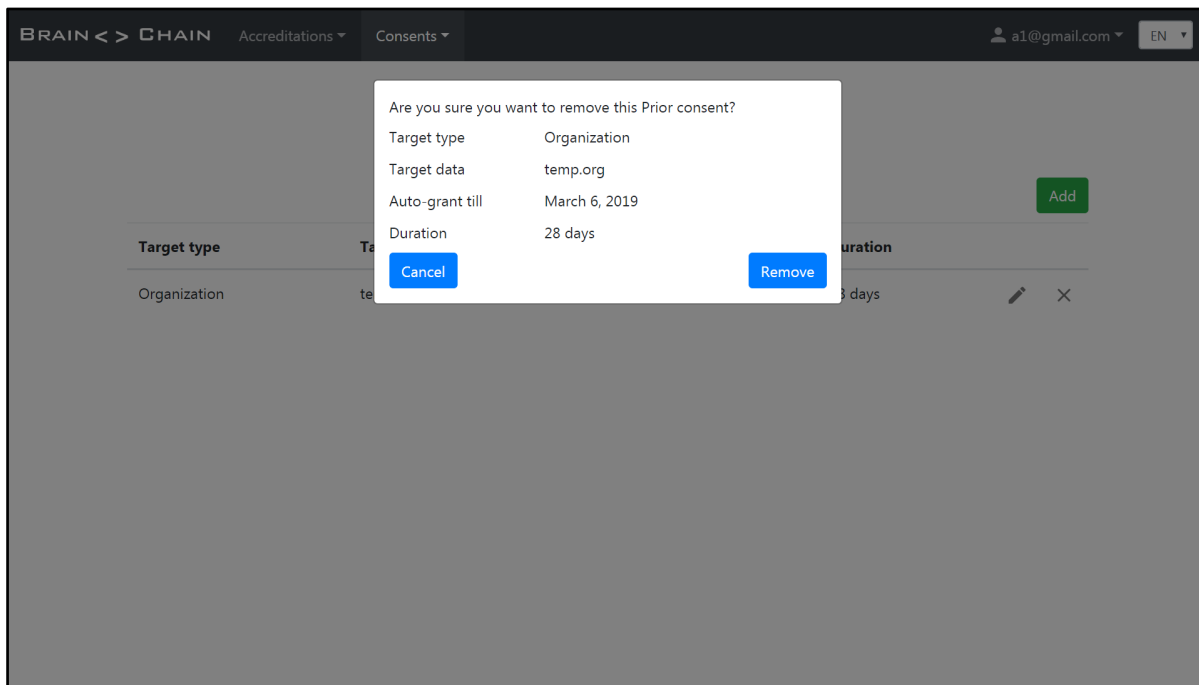 BRAIN < > CHAIN Accreditations Consents a1@gmail.com EN
Are you sure you want to remove this Prior consent?
Target type Organization
Target data temp.org
Auto-grant till March 6, 2019
Duration 28 days
Cancel Remove
Add
Target type
Organization days